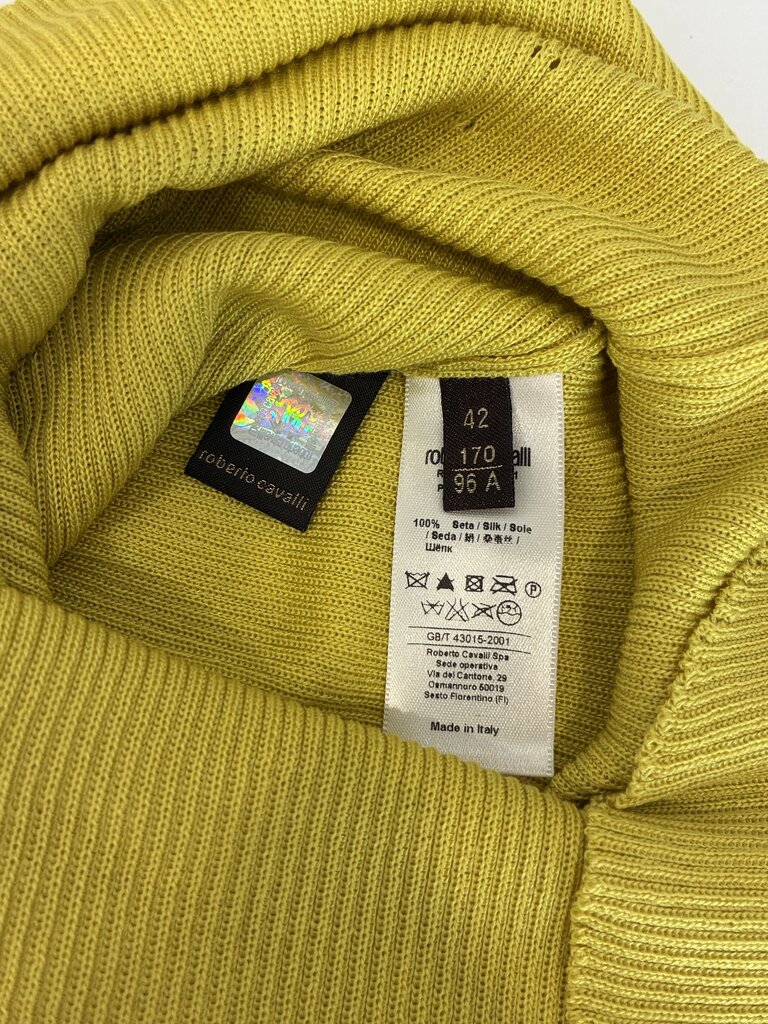 roberto cavalli
42
170
96 A
100% Seta / Silk / Sole
/ Seda / 絹 / 桑蚕丝 /
Шёлк
P
GB/T 43015-2001
Roberto Cavalli Spa
Sede operativa
Via del Cantone, 29
Osmannoro 50019
Sesto Fiorentino (FI)
Made in Italy